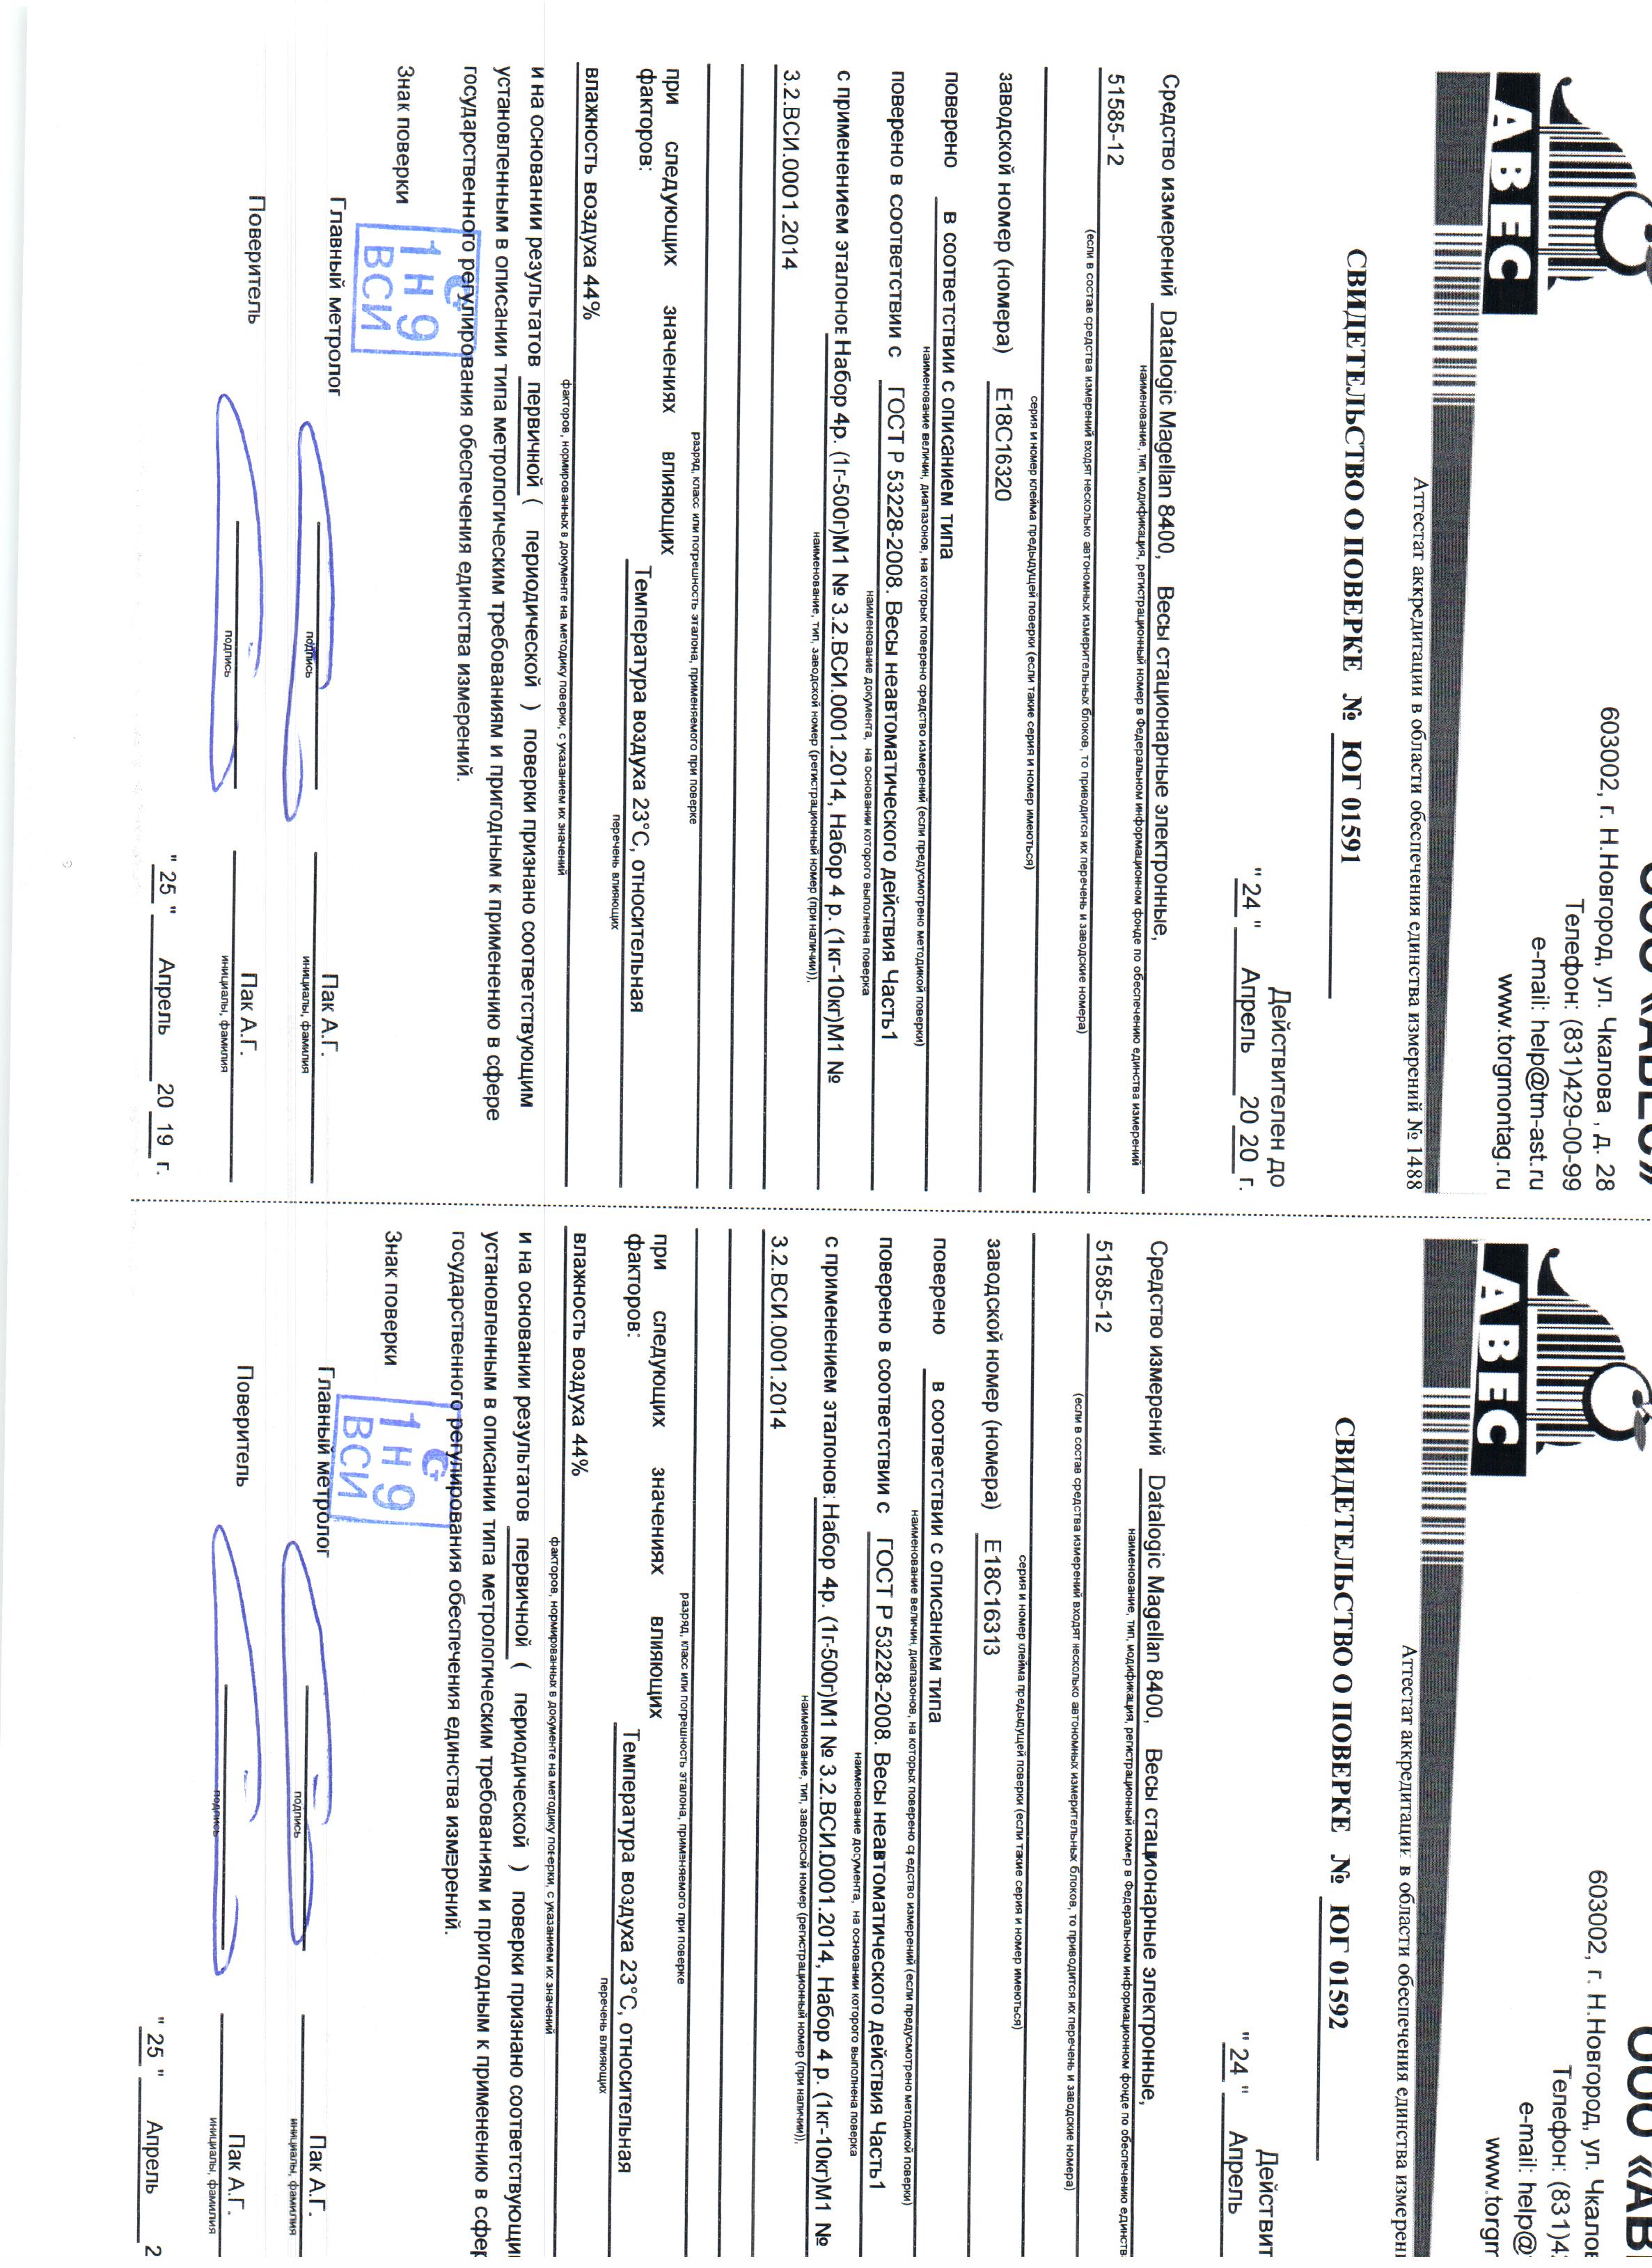 ООО «АВЕС»
603002, г. Н.Новгород, ул. Чкалова , д. 28
Телефон: (831)429-00-99
e-mail: help@tm-ast.ru
www.torgmontag.ru
АВЕС
Аттестат аккредитации в области обеспечения единства измерений № 1488
СВИДЕТЕЛЬСТВО О ПОВЕРКЕ № ЮГ 01591
Действителен до
" 24 " Апрель 20 20 г.
Средство измерений Datalogic Magellan 8400, Весы стационарные электронные,
наименование, тип, модификация, регистрационный номер в Федеральном информационном фонде по обеспечению единства измерений
51585-12
(если в состав средства измерений входят несколько автономных измерительных блоков, то приводится их перечень и заводские номера)
серия и номер клейма предыдущей поверки (если такие серия и номер имеються)
заводской номер (номера) E18C16320
поверено в соответствии с описанием типа
наименование величин, диапазонов, на которых поверено средство измерений (если предусмотрено методикой поверки)
поверено в соответствии с ГОСТ Р 53228-2008. Весы неавтоматического действия Часть1
наименование документа, на основании которого выполнена поверка
с применением эталонов Набор 4р. (1г-500г)М1 № 3.2.ВСИ.0001.2014, Набор 4 р. (1кг-10кг)М1 №
наименование, тип, заводской номер (регистрационный номер (при наличии)),
3.2.ВСИ.0001.2014
разряд, класс или погрешность эталона, применяемого при поверке
при следующих значениях влияющих
факторов: Температура воздуха 23°С, относительная
перечень влияющих
влажность воздуха 44%
факторов, нормированных в документе на методику поверки, с указанием их значений
и на основании результатов первичной ( периодической ) поверки признано соответствующим
установленным в описании типа метрологическим требованиям и пригодным к применению в сфере
государственного регулирования обеспечения единства измерений.
Знак поверки
1 Н 9
ВСИ
Главный метролог Пак А.Г.
подпись инициалы, фамилия
Поверитель Пак А.Г.
подпись инициалы, фамилия
" 25 " Апрель 20 19 г.
ООО «АВ
603002, г. Н.Новгород, ул. Чкалов
Телефон: (831)4
e-mail: help@
www.torgm
АВЕС
Аттестат аккредитации в области обеспечения единства измерен
СВИДЕТЕЛЬСТВО О ПОВЕРКЕ № ЮГ 01592
Действит
" 24 " Апрель
Средство измерений Datalogic Magellan 8400, Весы стационарные электронные,
наименование, тип, модификация, регистрационный номер в Федеральном информационном фонде по обеспечению единств
51585-12
(если в состав средства измерений входят несколько автономных измерительных блоков, то приводится их перечень и заводские номера)
серия и номер клейма предыдущей поверки (если такие серия и номер имеються)
заводской номер (номера) E18C16313
поверено в соответствии с описанием типа
наименование величин, диапазонов, на которых поверено средство измерений (если предусмотрено методикой поверки)
поверено в соответствии с ГОСТ Р 53228-2008. Весы неавтоматического действия Часть1
наименование документа, на основании которого выполнена поверка
с применением эталонов: Набор 4р. (1г-500г)М1 № 3.2.ВСИ.0001.2014, Набор 4 р. (1кг-10кг)М1 №
наименование, тип, заводской номер (регистрационный номер (при наличии)),
3.2.ВСИ.0001.2014
разряд, класс или погрешность эталона, применяемого при поверке
при следующих значениях влияющих
факторов: Температура воздуха 23°С, относительная
перечень влияющих
влажность воздуха 44%
факторов, нормированных в документе на методику поверки, с указанием их значений
и на основании результатов первичной ( периодической ) поверки признано соответствующи
установленным в описании типа метрологическим требованиям и пригодным к применению в сфер
государственного регулирования обеспечения единства измерений.
Знак поверки
1 Н 9
ВСИ
Главный метролог Пак А.Г.
подпись инициалы, фамилия
Поверитель Пак А.Г.
подпись инициалы, фамилия
" 25 " Апрель 2